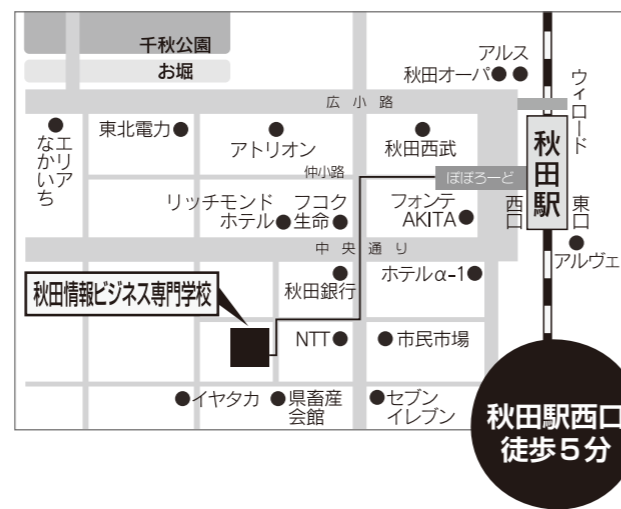 千秋公園
お堀
アルス
秋田オーパ
ウィロード
広小路
エリア
なかいち
東北電力
アトリオン
秋田西武
仲小路
ぽぽろーど
秋田駅
西口
東口
アルヴェ
リッチモンド
ホテル
フコク
生命
フォンテ
AKITA
中央通り
秋田銀行
ホテルα-1
秋田情報ビジネス専門学校
NTT
市民市場
イヤタカ
県畜産
会館
セブン
イレブン
秋田駅西口
徒歩5分